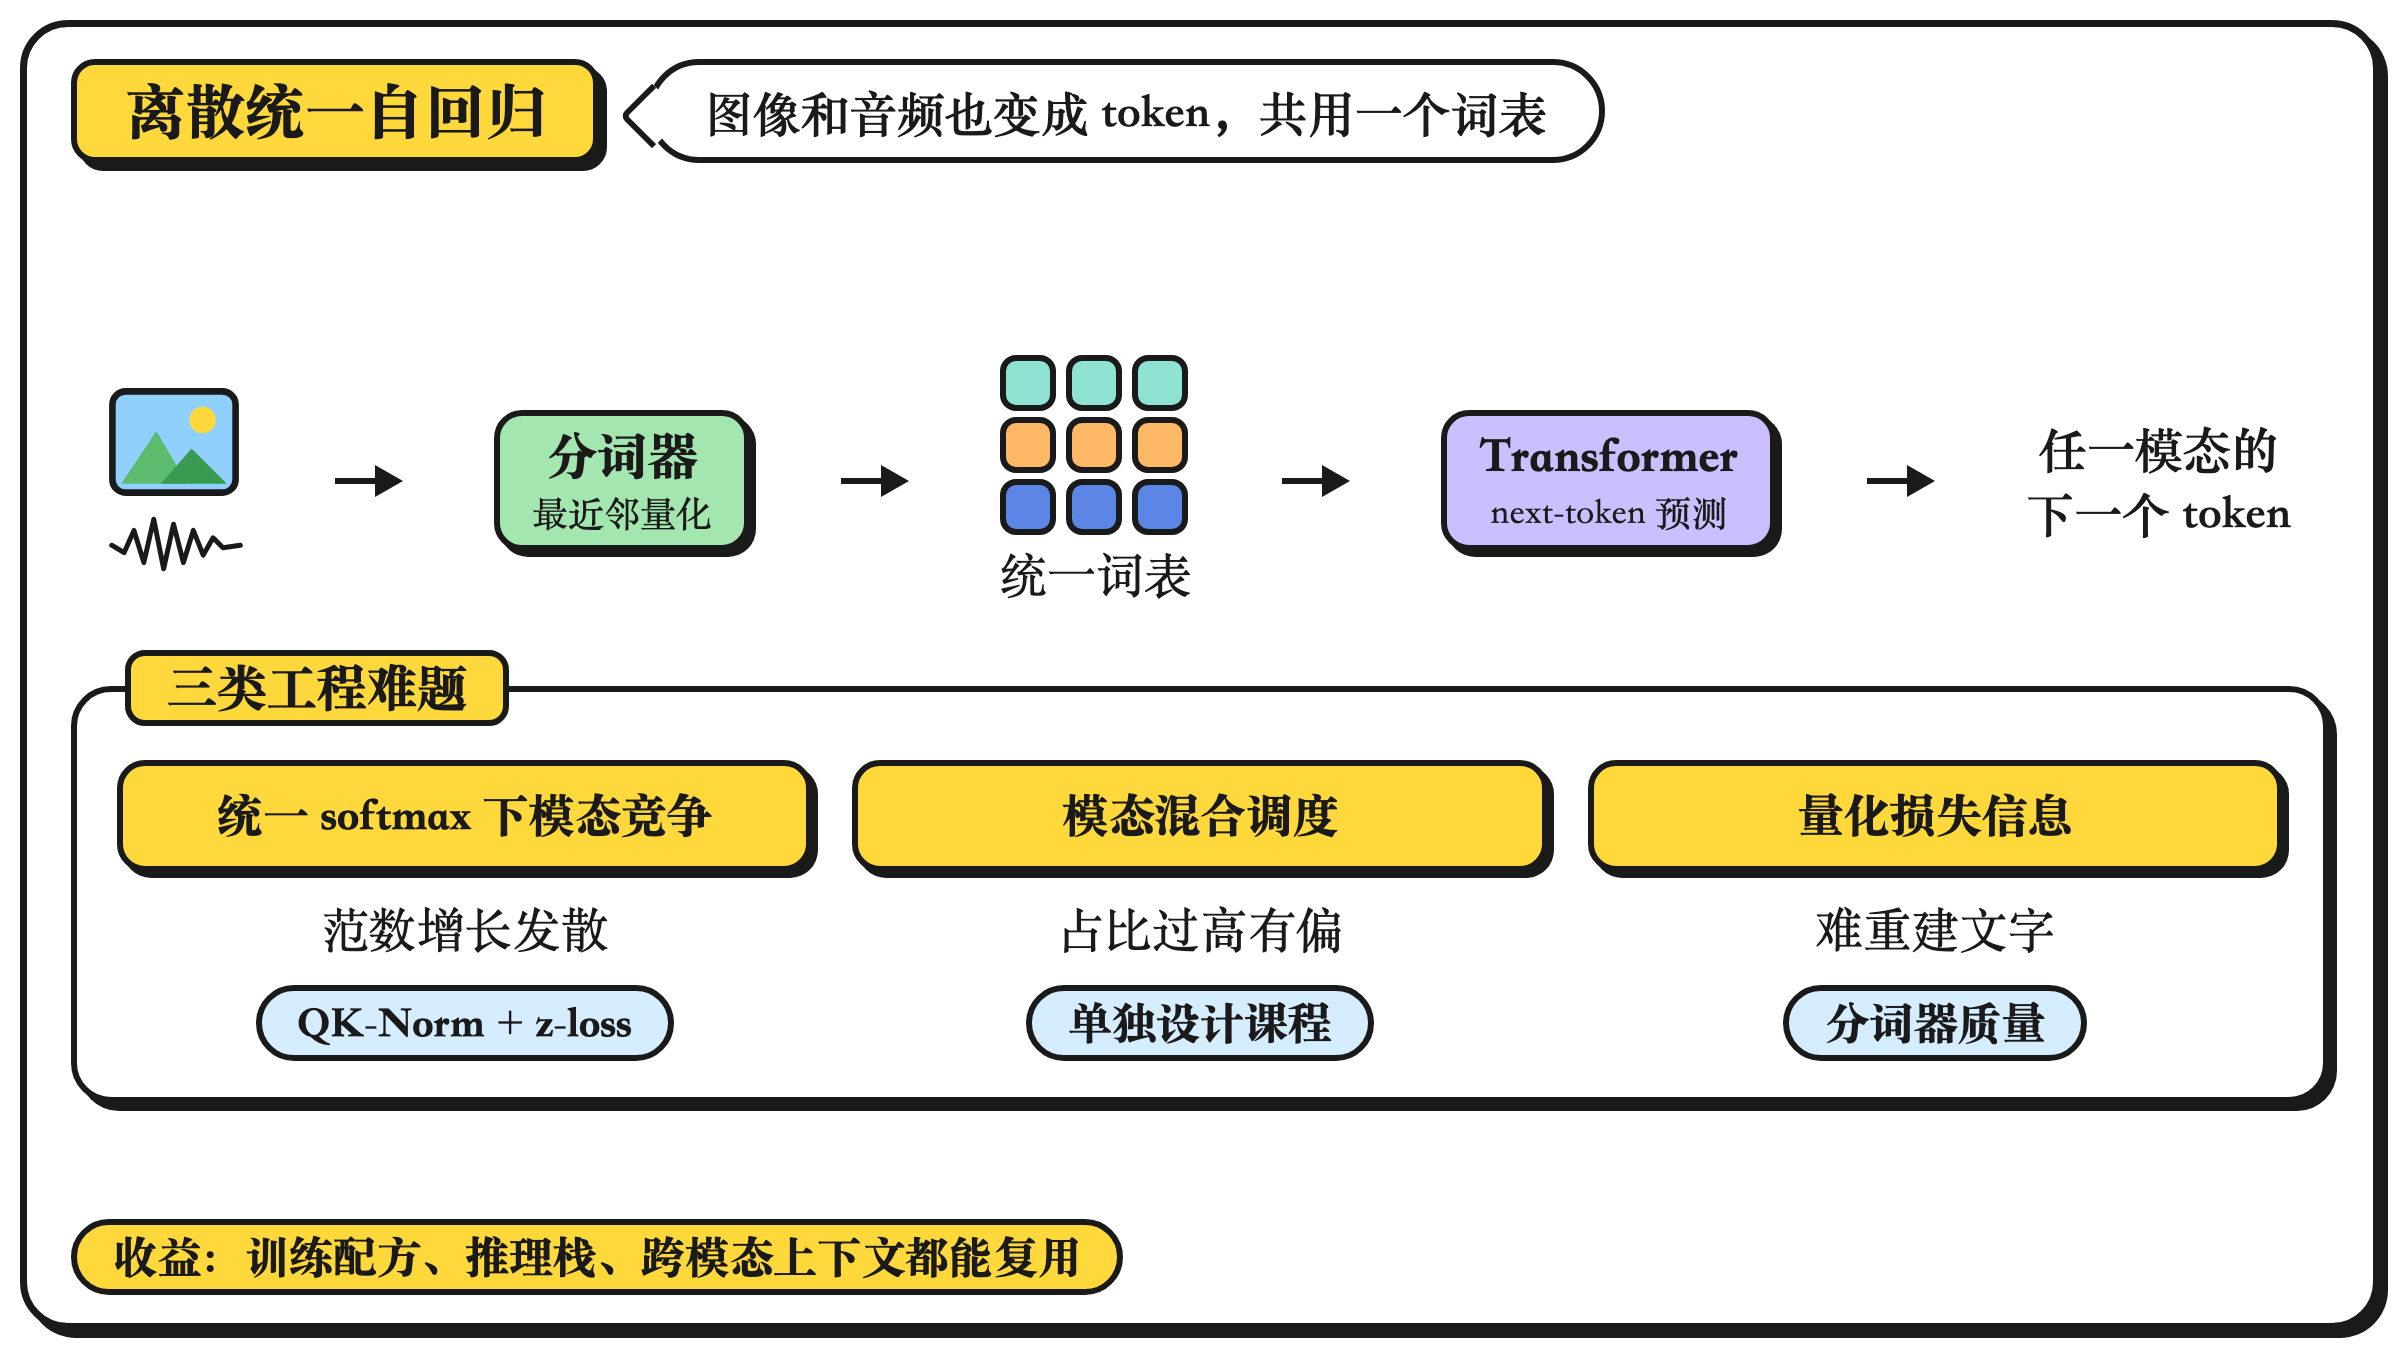 离散统一自回归
图像和音频也变成 token，共用一个词表
分词器
最近邻量化
统一词表
Transformer
next-token 预测
任一模态的
下一个 token
三类工程难题
统一 softmax 下模态竞争
范数增长发散
QK-Norm + z-loss
模态混合调度
占比过高有偏
单独设计课程
量化损失信息
难重建文字
分词器质量
收益：训练配方、推理栈、跨模态上下文都能复用